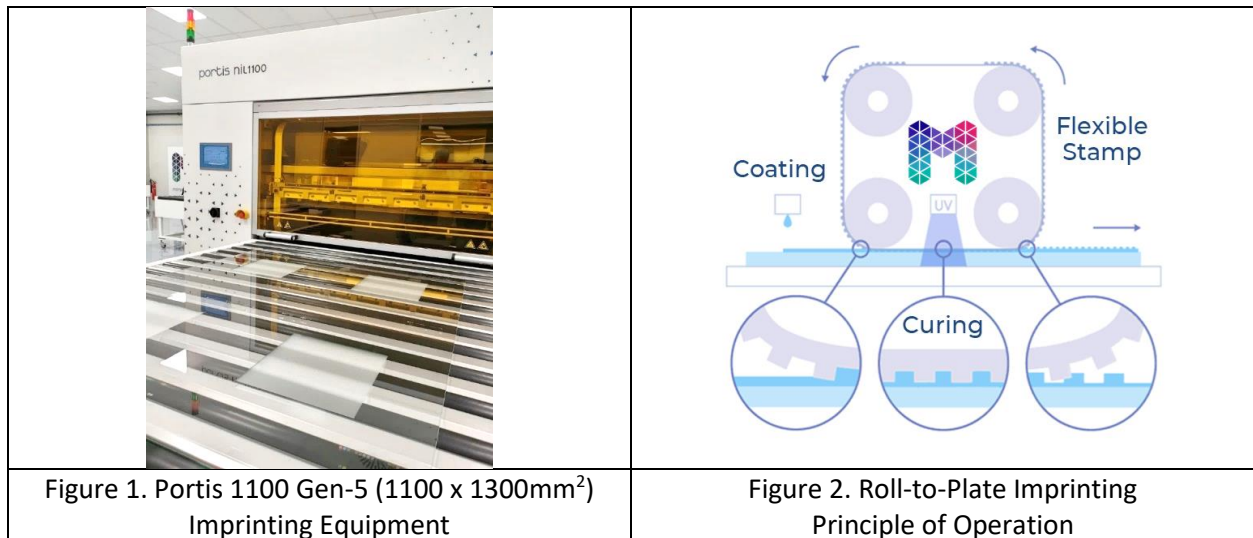 portis nil1100
Coating
Flexible
Stamp
UV
Curing
Figure 1. Portis 1100 Gen-5 (1100 x 1300mm²)
Imprinting Equipment
Figure 2. Roll-to-Plate Imprinting
Principle of Operation